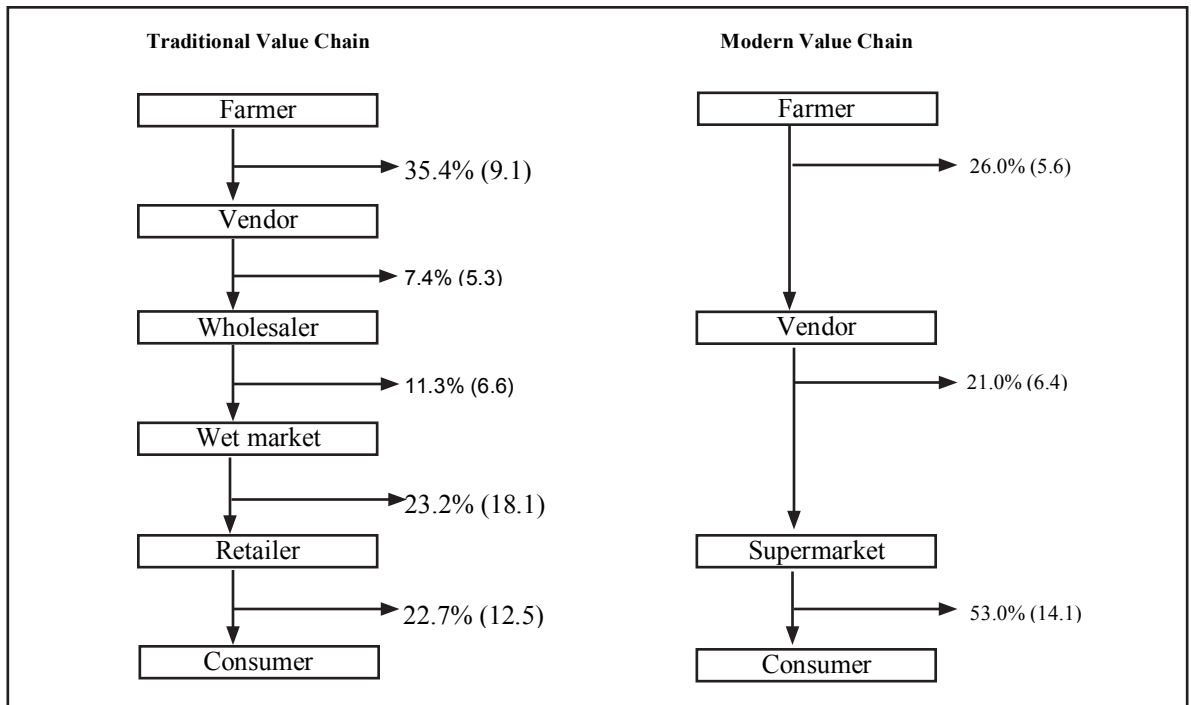 Traditional Value Chain
Farmer
35.4% (9.1)
Vendor
7.4% (5.3)
Wholesaler
11.3% (6.6)
Wet market
23.2% (18.1)
Retailer
22.7% (12.5)
Consumer
Modern Value Chain
Farmer
26.0% (5.6)
Vendor
21.0% (6.4)
Supermarket
53.0% (14.1)
Consumer